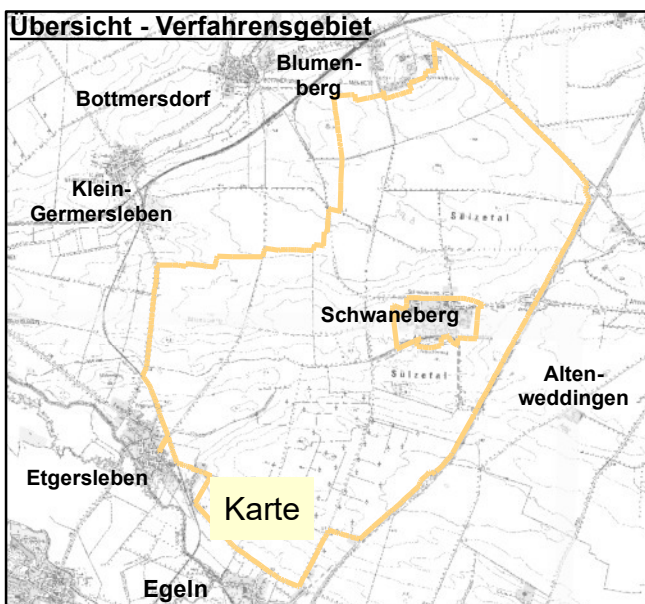 Übersicht - Verfahrensgebiet
Blumen-
berg
Bottmersdorf
Klein-
Germersleben
Sülzetal
Schwaneberg
Sülzetal
Alten-
weddingen
Etgersleben
Karte
Egeln